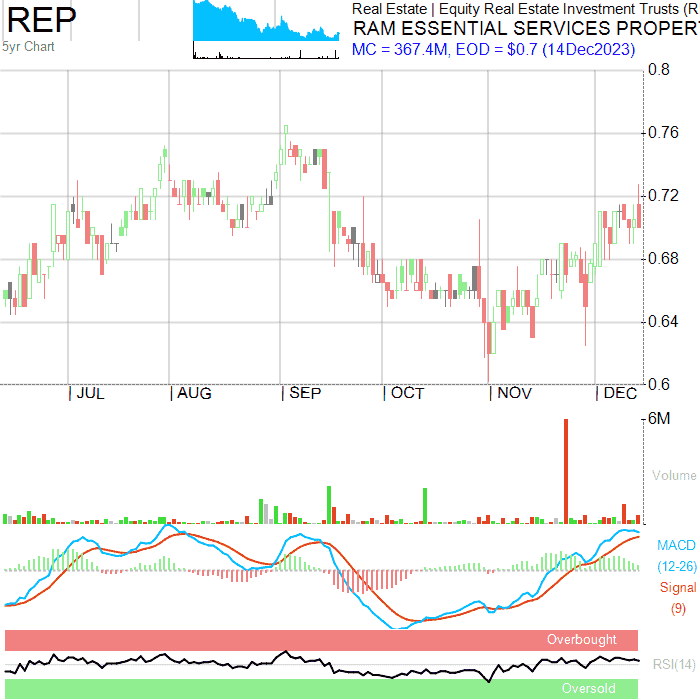 REP
5yr Chart
Real Estate | Equity Real Estate Investment Trusts (R
RAM ESSENTIAL SERVICES PROPER
MC = 367.4M, EOD = $0.7 (14Dec2023)
0.8
0.76
0.72
0.68
0.64
0.6
JUL AUG SEP OCT NOV DEC
6M
Volume
MACD
(12-26)
Signal
(9)
Overbought
RSI(14)
Oversold